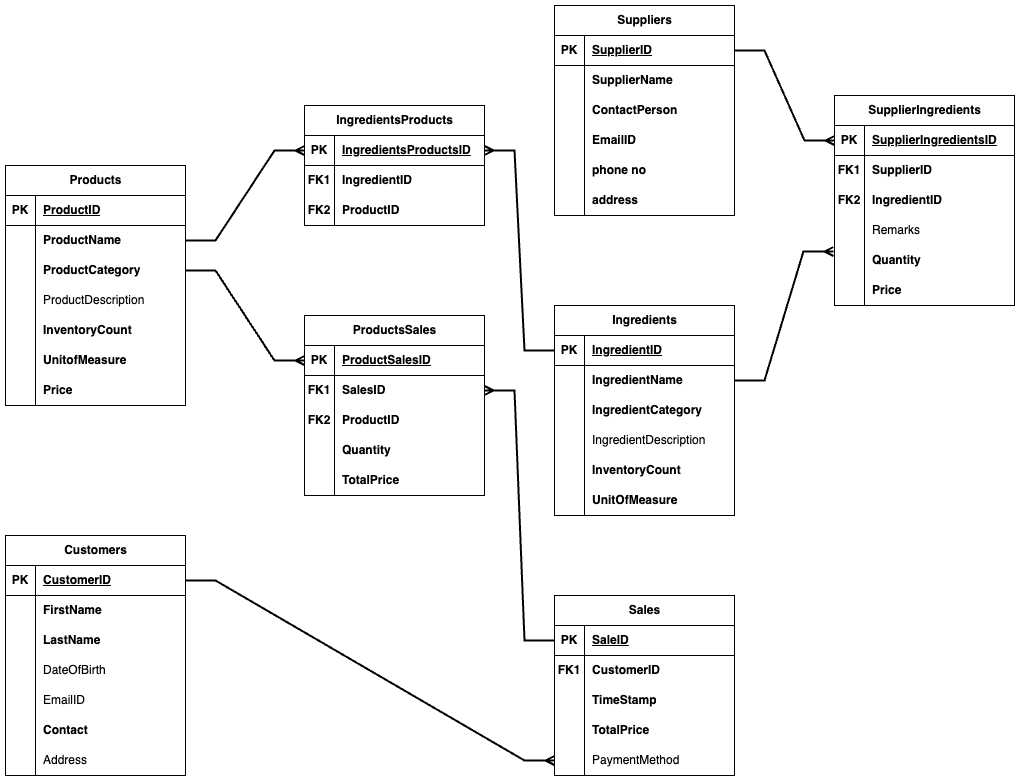 Suppliers
PK SupplierID
SupplierName
ContactPerson
EmailID
phone no
address
SupplierIngredients
PK SupplierIngredientsID
FK1 SupplierID
FK2 IngredientID
Remarks
Quantity
Price
IngredientsProducts
PK IngredientsProductsID
FK1 IngredientID
FK2 ProductID
Products
PK ProductID
ProductName
ProductCategory
ProductDescription
InventoryCount
UnitofMeasure
Price
ProductsSales
PK ProductSalesID
FK1 SalesID
FK2 ProductID
Quantity
TotalPrice
Ingredients
PK IngredientID
IngredientName
IngredientCategory
IngredientDescription
InventoryCount
UnitOfMeasure
Customers
PK CustomerID
FirstName
LastName
DateOfBirth
EmailID
Contact
Address
Sales
PK SaleID
FK1 CustomerID
TimeStamp
TotalPrice
PaymentMethod